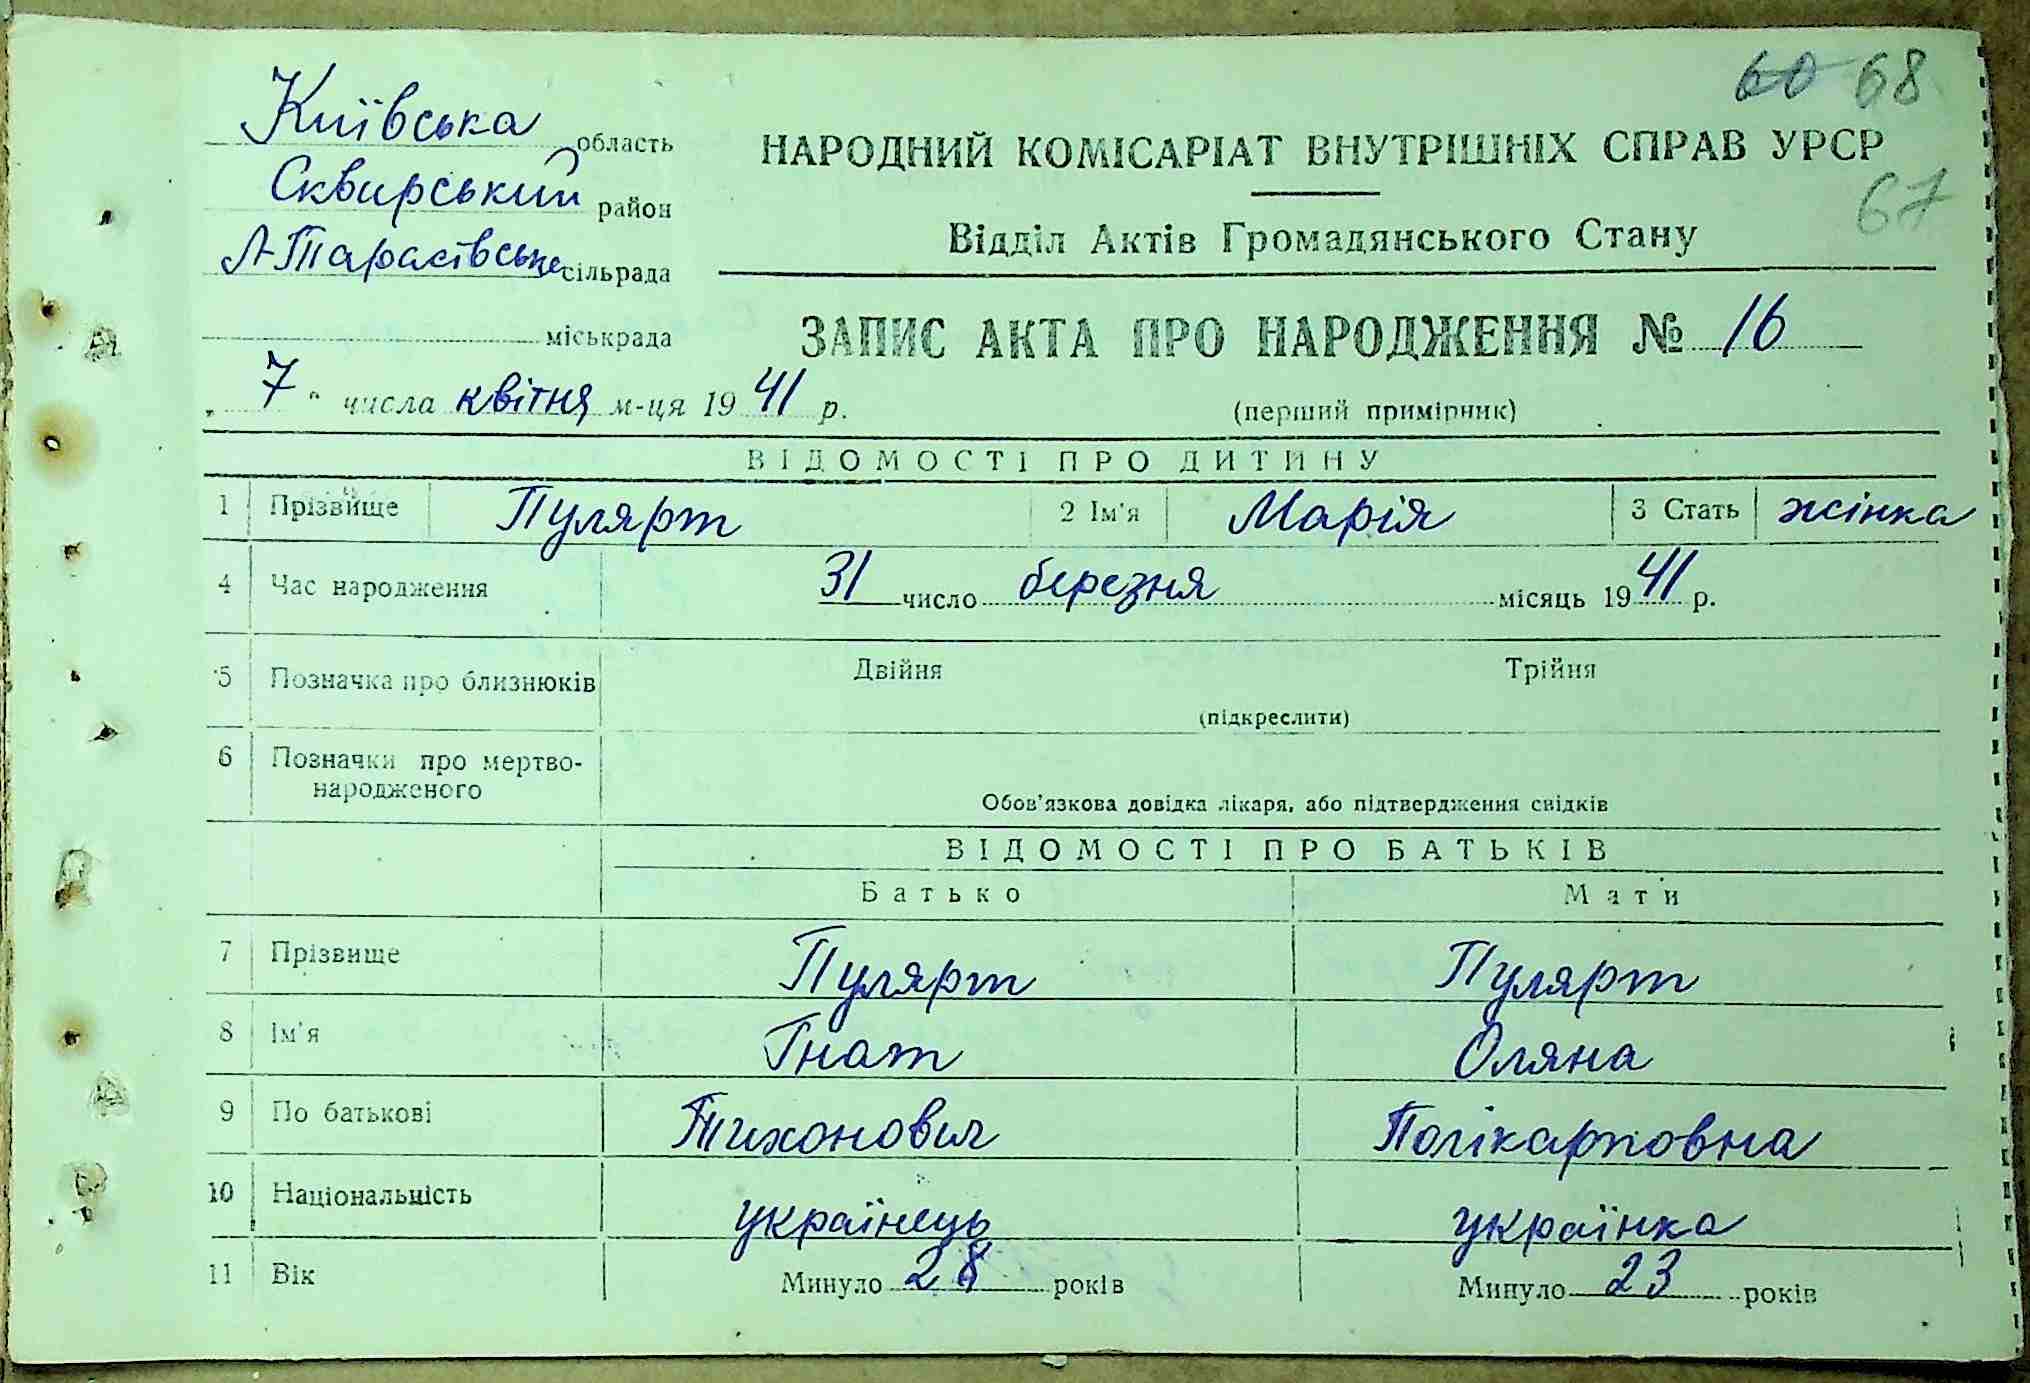 60 68
Київська область
Сквирський район
Л-Тарасівська сільрада
міськрада
НАРОДНИЙ КОМІСАРІАТ ВНУТРІШНІХ СПРАВ УРСР
67
Відділ Актів Громадянського Стану
ЗАПИС АКТА ПРО НАРОДЖЕННЯ № 16
„ 7 " числа квітня м-ця 1941 р.
(перший примірник)
ВІДОМОСТІ ПРО ДИТИНУ
1 Прізвище Пулярт 2 Ім'я Марія 3 Стать жінка
4 Час народження 31 число березня місяць 1941 р.
5 Позначка про близнюків Двійня Трійня
(підкреслити)
6 Позначки про мертво-
народженого
Обов'язкова довідка лікаря, або підтвердження свідків
ВІДОМОСТІ ПРО БАТЬКІВ
Батько Мати
7 Прізвище Пулярт Пулярт
8 Ім'я Гнат Оляна
9 По батькові Тихонович Полікарповна
10 Національність українець українка
11 Вік Минуло 28 років Минуло 23 років